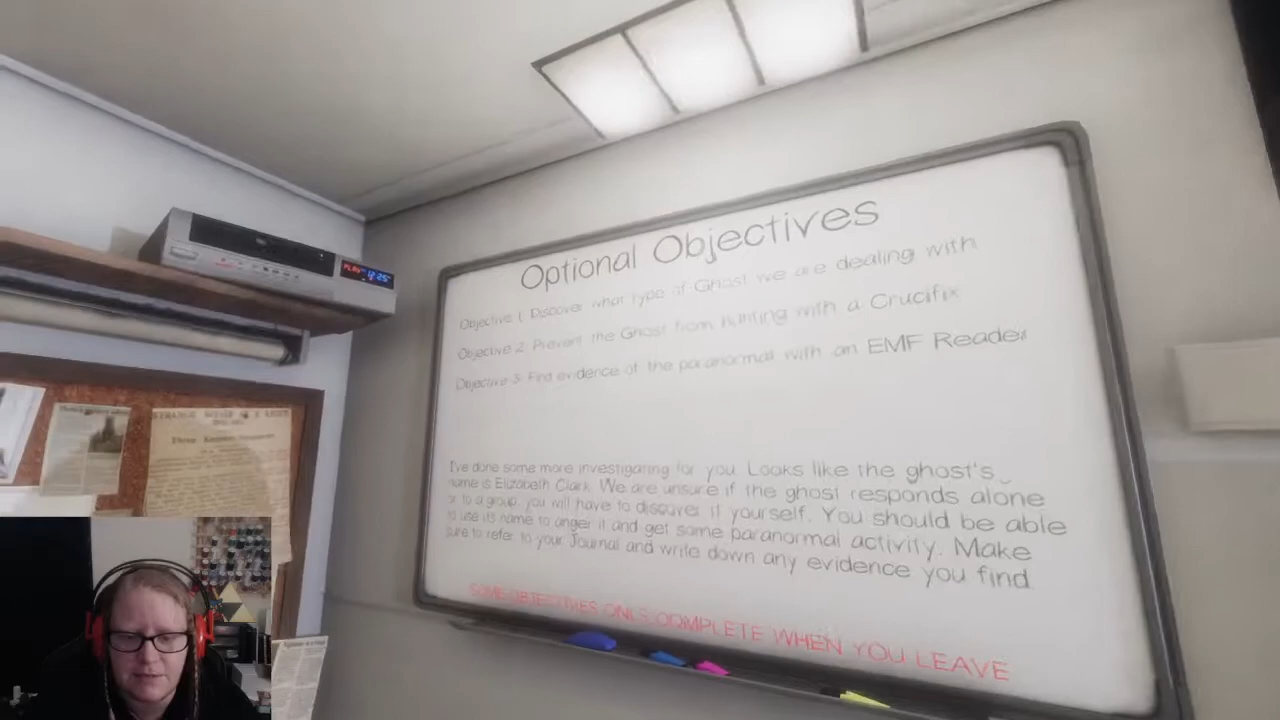 Optional Objectives
Objective 1: Discover what type of Ghost we are dealing with
Objective 2: Prevent the Ghost from hunting with a Crucifix
Objective 3: Find evidence of the paranormal with an EMF Reader
I've done some more investigating for you. Looks like the ghost's
name is Elizabeth Clark. We are unsure if the ghost responds alone
or to a group, you will have to discover it yourself. You should be able
to use its name to anger it and get some paranormal activity. Make
sure to refer to your Journal and write down any evidence you find.
SOME OBJECTIVES ONLY COMPLETE WHEN YOU LEAVE
PLAY 12:25